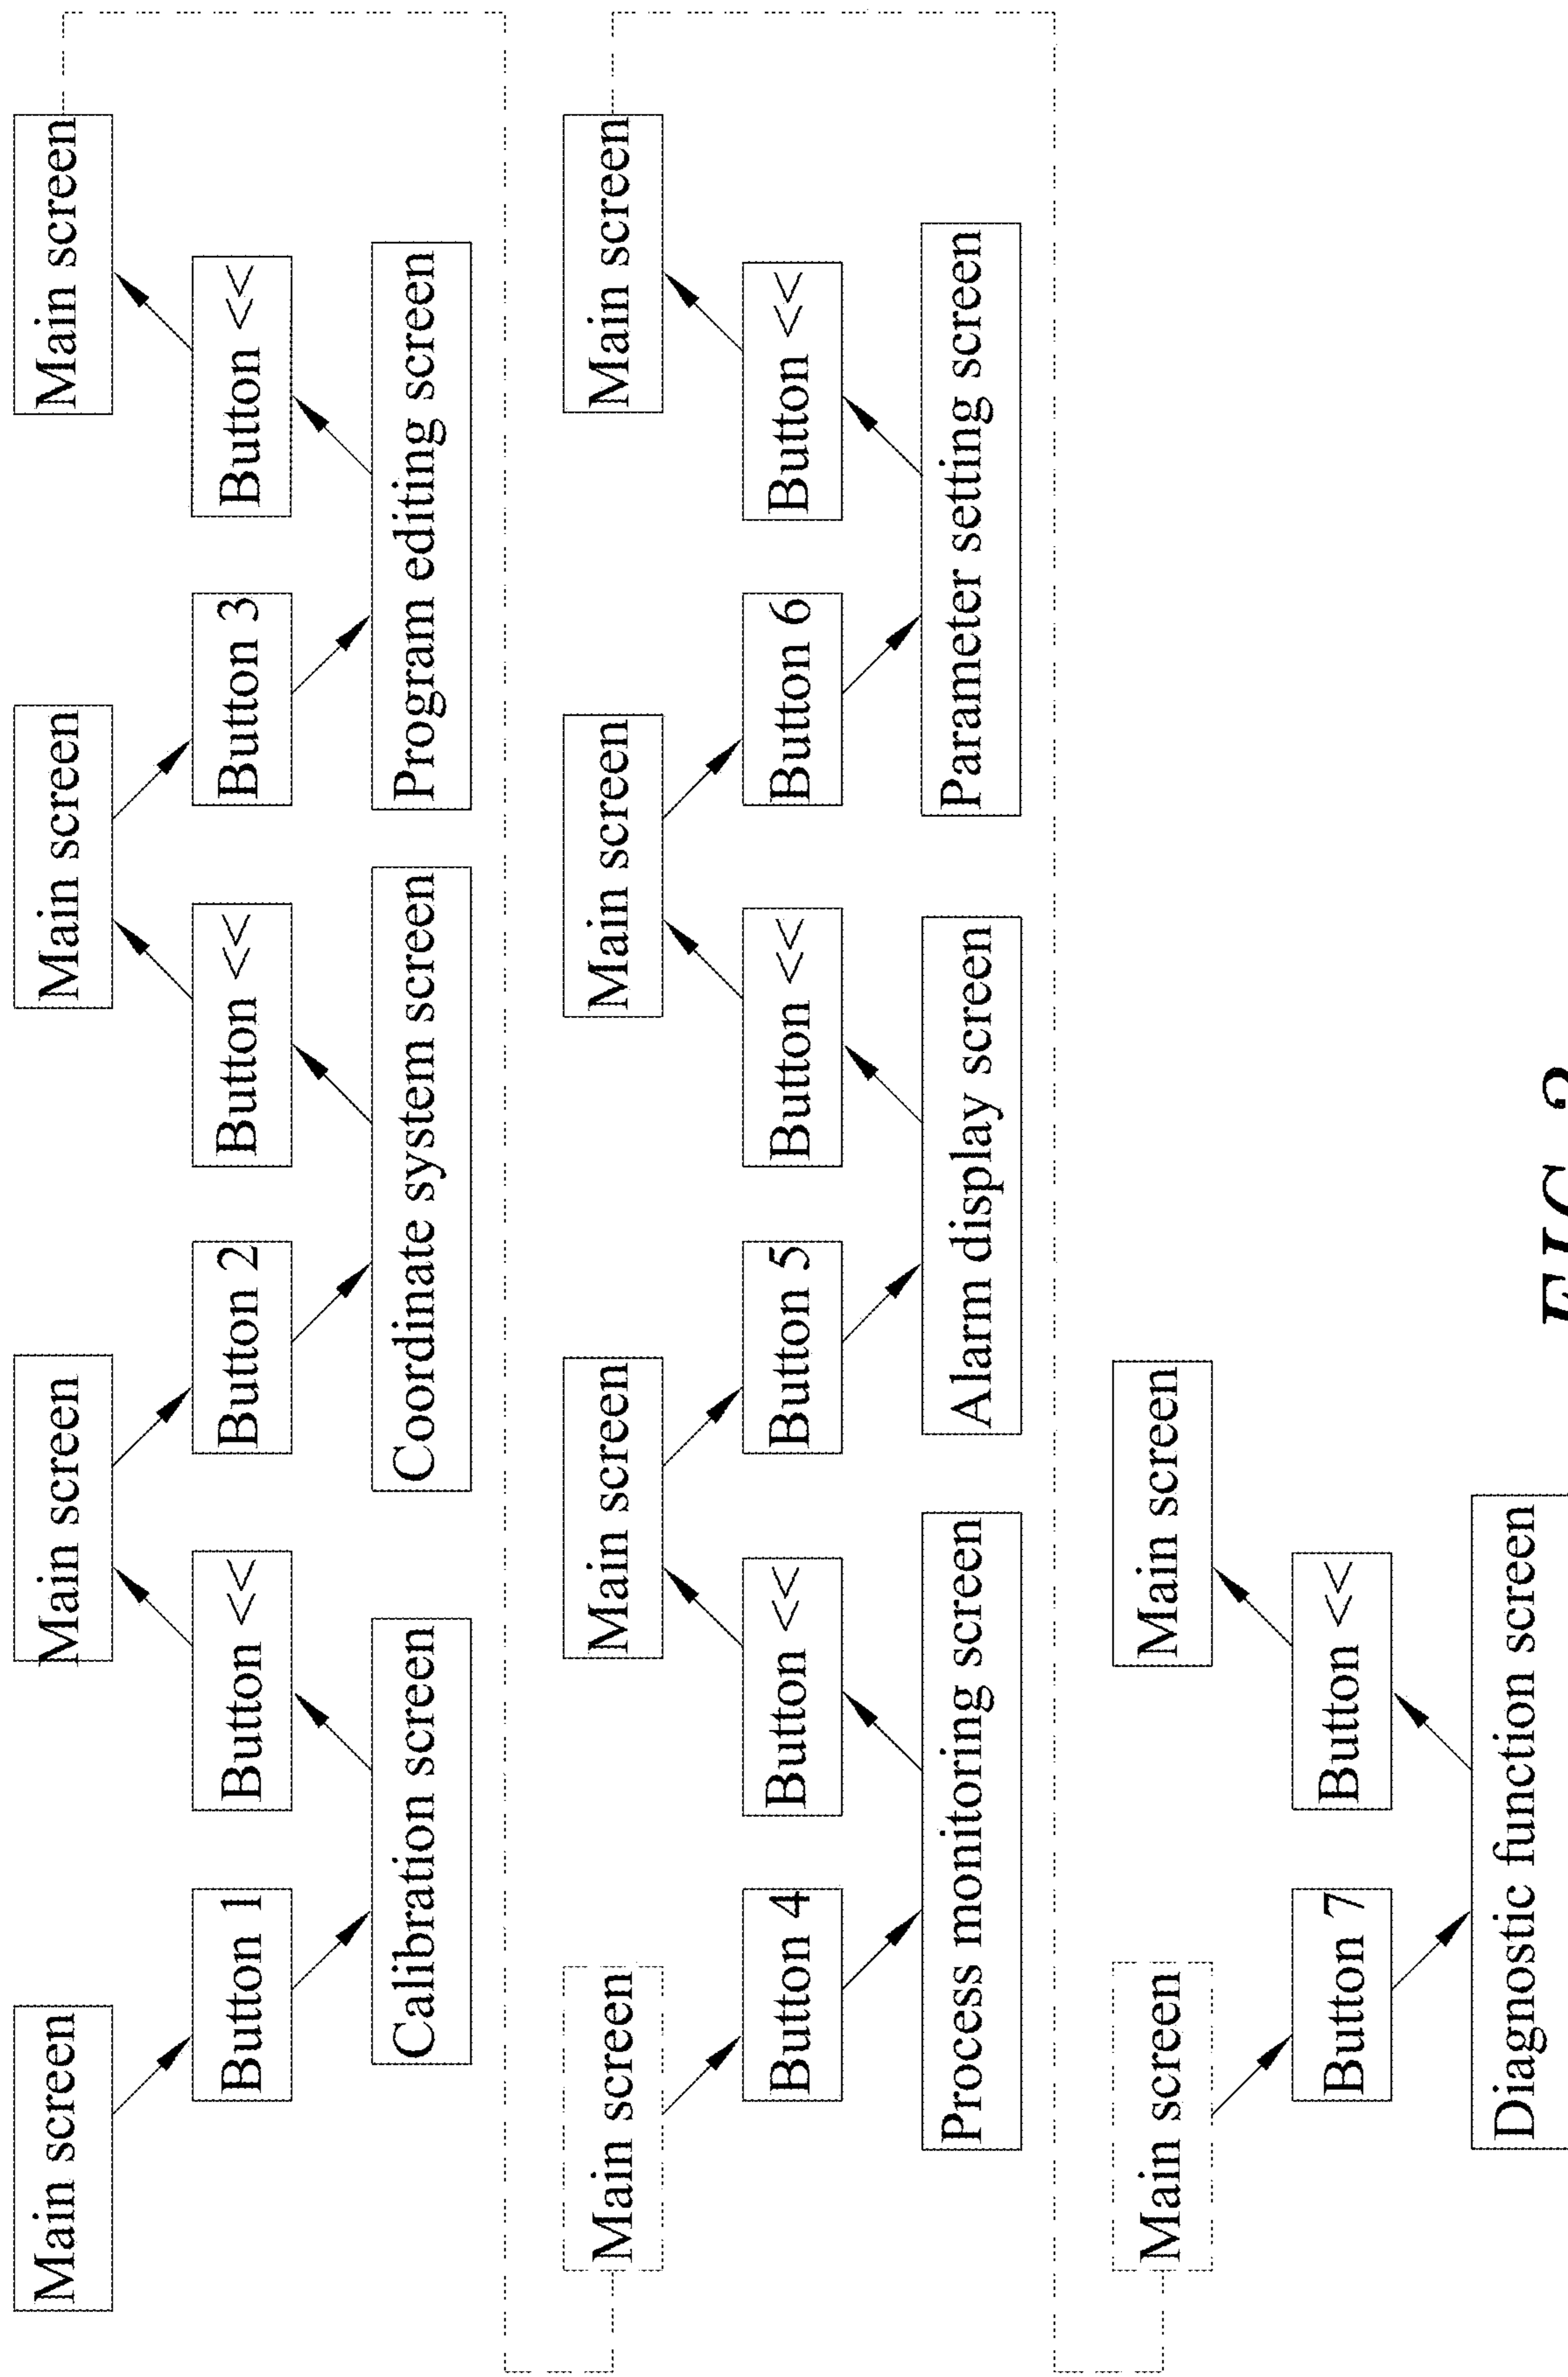 Main screen
Main screen
Main screen
Main screen
Button 1
Button <<
Button 2
Button <<
Button 3
Button <<
Calibration screen
Coordinate system screen
Program editing screen
Main screen
Main screen
Main screen
Main screen
Button 4
Button <<
Button 5
Button <<
Button 6
Button <<
Process monitoring screen
Alarm display screen
Parameter setting screen
Main screen
Main screen
Button 7
Button <<
Diagnostic function screen
FIG.